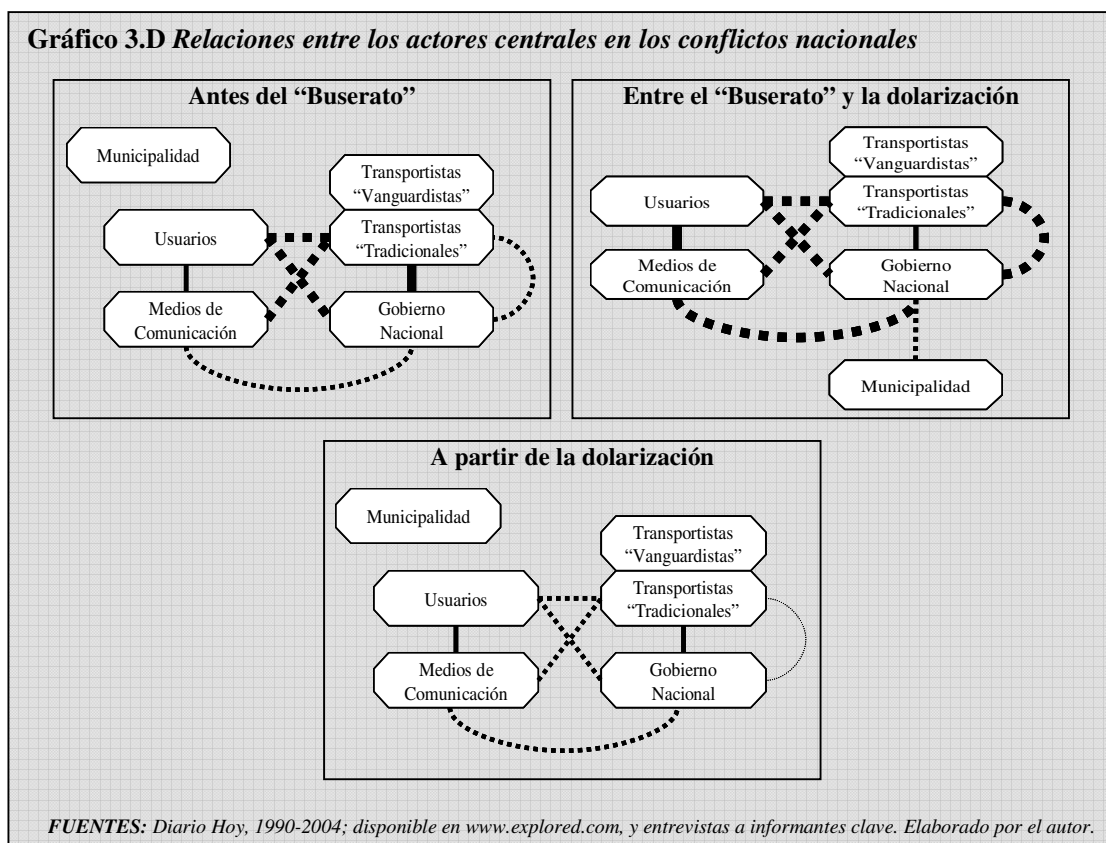 Gráfico 3.D Relaciones entre los actores centrales en los conflictos nacionales
Antes del “Buserato”
Municipalidad
Transportistas
“Vanguardistas”
Usuarios
Transportistas
“Tradicionales”
Medios de
Comunicación
Gobierno
Nacional
Entre el “Buserato” y la dolarización
Transportistas
“Vanguardistas”
Usuarios
Transportistas
“Tradicionales”
Medios de
Comunicación
Gobierno
Nacional
Municipalidad
A partir de la dolarización
Municipalidad
Transportistas
“Vanguardistas”
Usuarios
Transportistas
“Tradicionales”
Medios de
Comunicación
Gobierno
Nacional
FUENTES: Diario Hoy, 1990-2004; disponible en www.explored.com, y entrevistas a informantes clave. Elaborado por el autor.